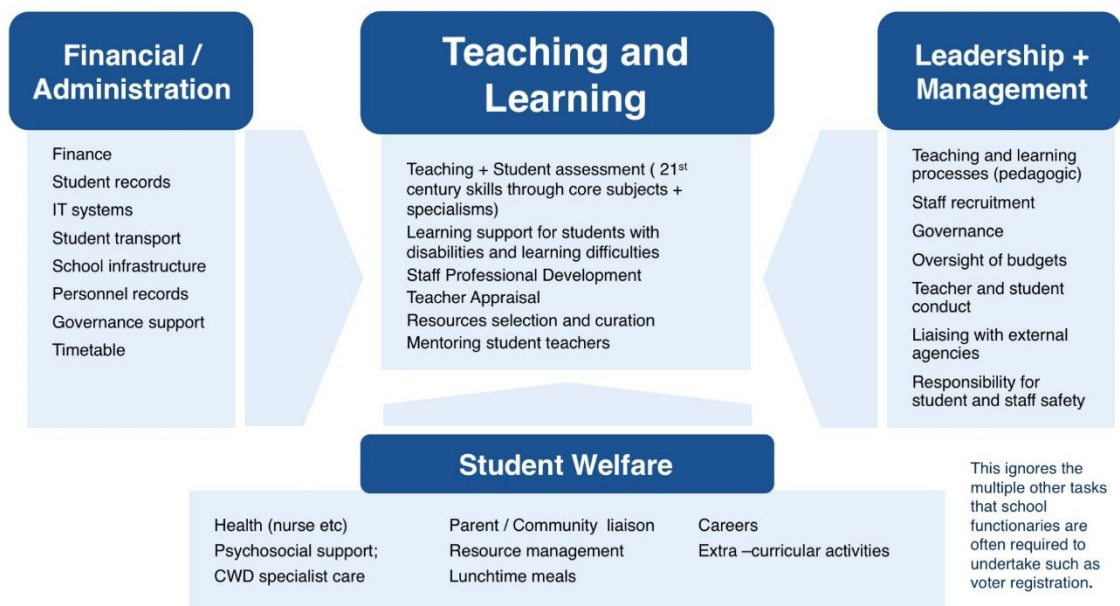 Financial /
Administration
Finance
Student records
IT systems
Student transport
School infrastructure
Personnel records
Governance support
Timetable
Teaching and
Learning
Teaching + Student assessment ( 21st
century skills through core subjects +
specialisms)
Learning support for students with
disabilities and learning difficulties
Staff Professional Development
Teacher Appraisal
Resources selection and curation
Mentoring student teachers
Leadership +
Management
Teaching and learning
processes (pedagogic)
Staff recruitment
Governance
Oversight of budgets
Teacher and student
conduct
Liaising with external
agencies
Responsibility for
student and staff safety
Student Welfare
Health (nurse etc)
Psychosocial support;
CWD specialist care
Parent / Community liaison
Resource management
Lunchtime meals
Careers
Extra –curricular activities
This ignores the
multiple other tasks
that school
functionaries are
often required to
undertake such as
voter registration.